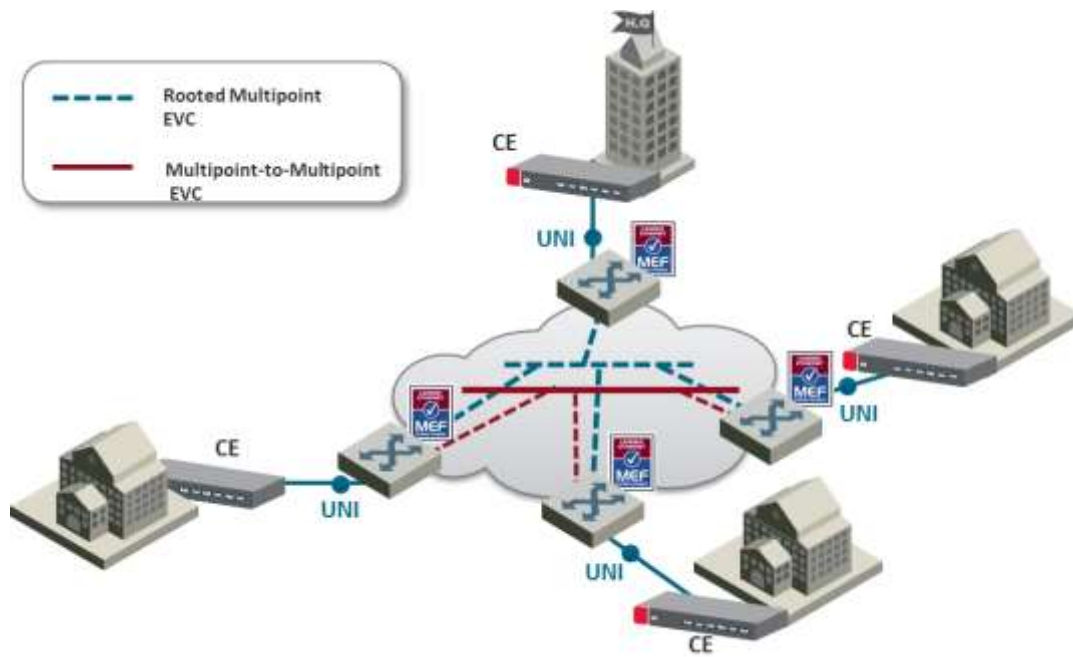 H.Q
Rooted Multipoint
EVC
CE
Multipoint-to-Multipoint
EVC
UNI
MEF
CE
MEF
UNI
MEF
CE
MEF
UNI
UNI
CE